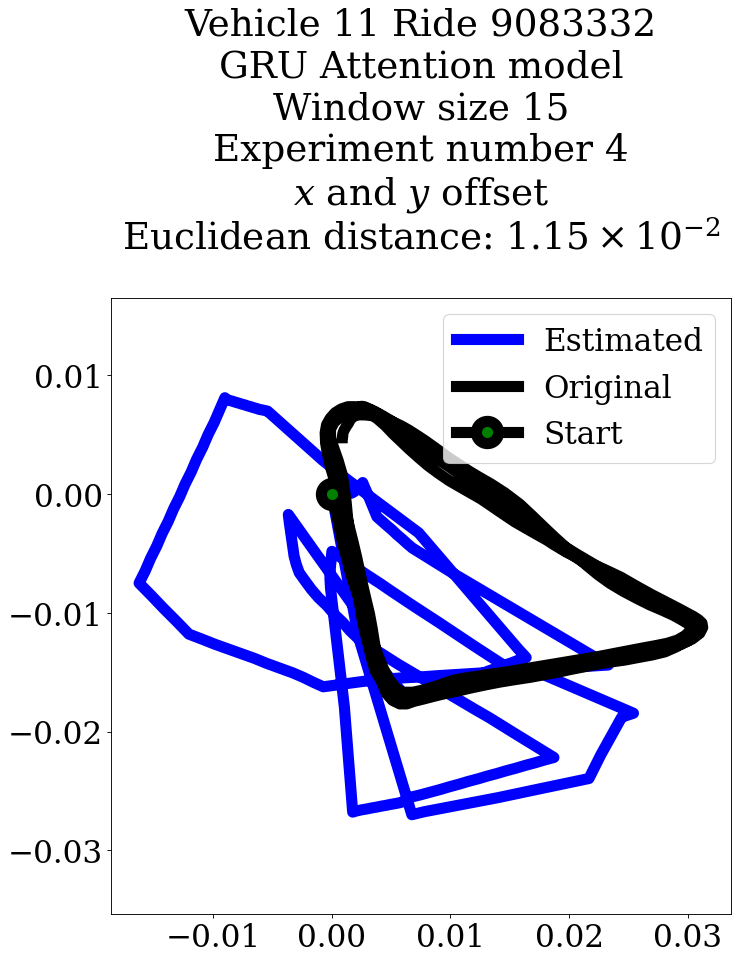 Vehicle 11 Ride 9083332
GRU Attention model
Window size 15
Experiment number 4
x and y offset
Euclidean distance: 1.15 × 10⁻²
Estimated
Original
Start
0.01
0.00
−0.01
−0.02
−0.03
−0.01 0.00 0.01 0.02 0.03